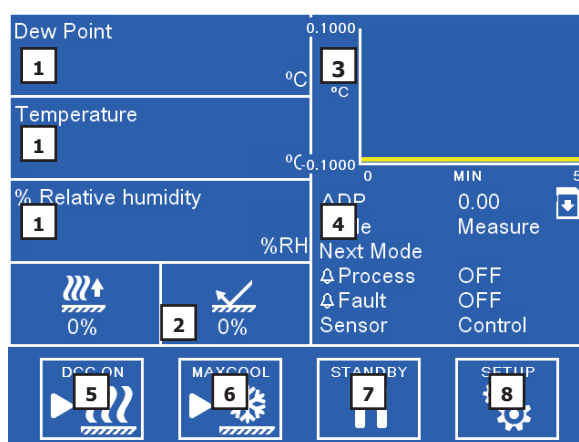 Dew Point
1
°C
Temperature
1
°C
% Relative humidity
1
%RH
0%
2
0%
0.1000
3
°C
-0.1000
0 MIN 5
ADP 0.00
4
Measure
Next Mode
Process OFF
Fault OFF
Sensor Control
DCC ON
5
MAXCOOL
6
STANDBY
7
SETUP
8